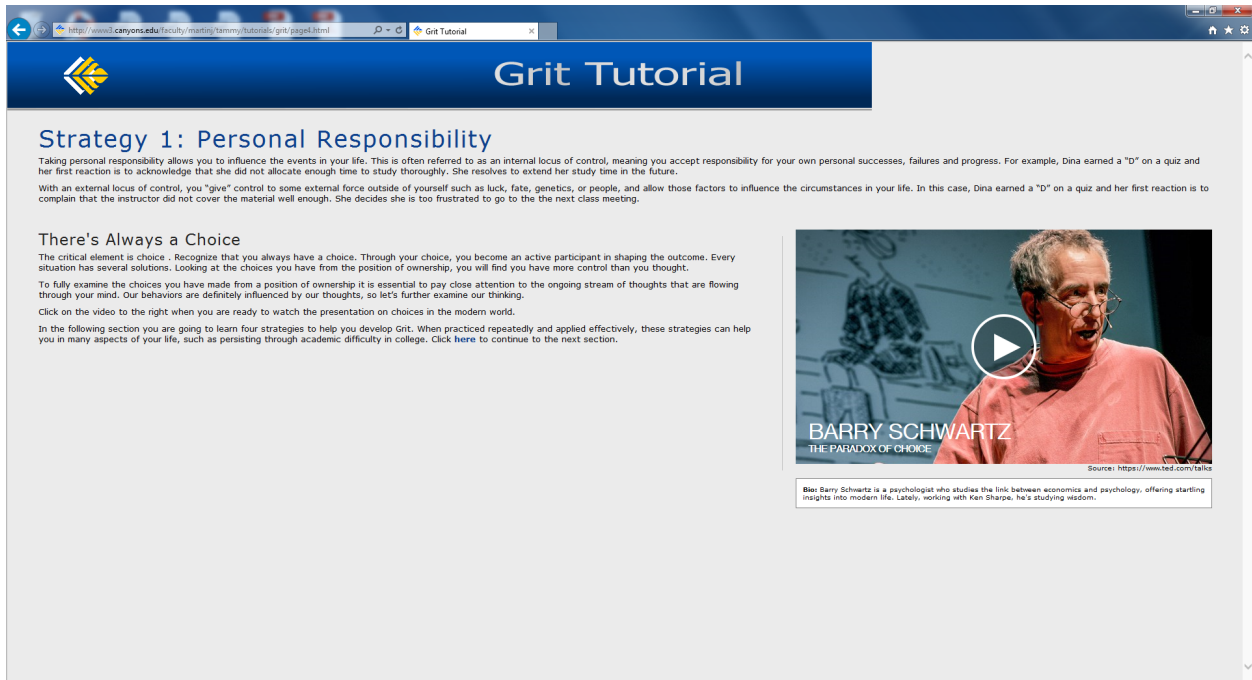 http://www3.canyons.edu/faculty/martinj/tammy/tutorials/grit/page4.html
Grit Tutorial
Grit Tutorial
Strategy 1: Personal Responsibility
Taking personal responsibility allows you to influence the events in your life. This is often referred to as an internal locus of control, meaning you accept responsibility for your own personal successes, failures and progress. For example, Dina earned a "D" on a quiz and
her first reaction is to acknowledge that she did not allocate enough time to study thoroughly. She resolves to extend her study time in the future.
With an external locus of control, you "give" control to some external force outside of yourself such as luck, fate, genetics, or people, and allow those factors to influence the circumstances in your life. In this case, Dina earned a "D" on a quiz and her first reaction is to
complain that the instructor did not cover the material well enough. She decides she is too frustrated to go to the the next class meeting.
There's Always a Choice
The critical element is choice . Recognize that you always have a choice. Through your choice, you become an active participant in shaping the outcome. Every
situation has several solutions. Looking at the choices you have from the position of ownership, you will find you have more control than you thought.
To fully examine the choices you have made from a position of ownership it is essential to pay close attention to the ongoing stream of thoughts that are flowing
through your mind. Our behaviors are definitely influenced by our thoughts, so let's further examine our thinking.
Click on the video to the right when you are ready to watch the presentation on choices in the modern world.
In the following section you are going to learn four strategies to help you develop Grit. When practiced repeatedly and applied effectively, these strategies can help
you in many aspects of your life, such as persisting through academic difficulty in college. Click here to continue to the next section.
BARRY SCHWARTZ
THE PARADOX OF CHOICE
Source: https://www.ted.com/talks
Bio: Barry Schwartz is a psychologist who studies the link between economics and psychology, offering startling
insights into modern life. Lately, working with Ken Sharpe, he's studying wisdom.